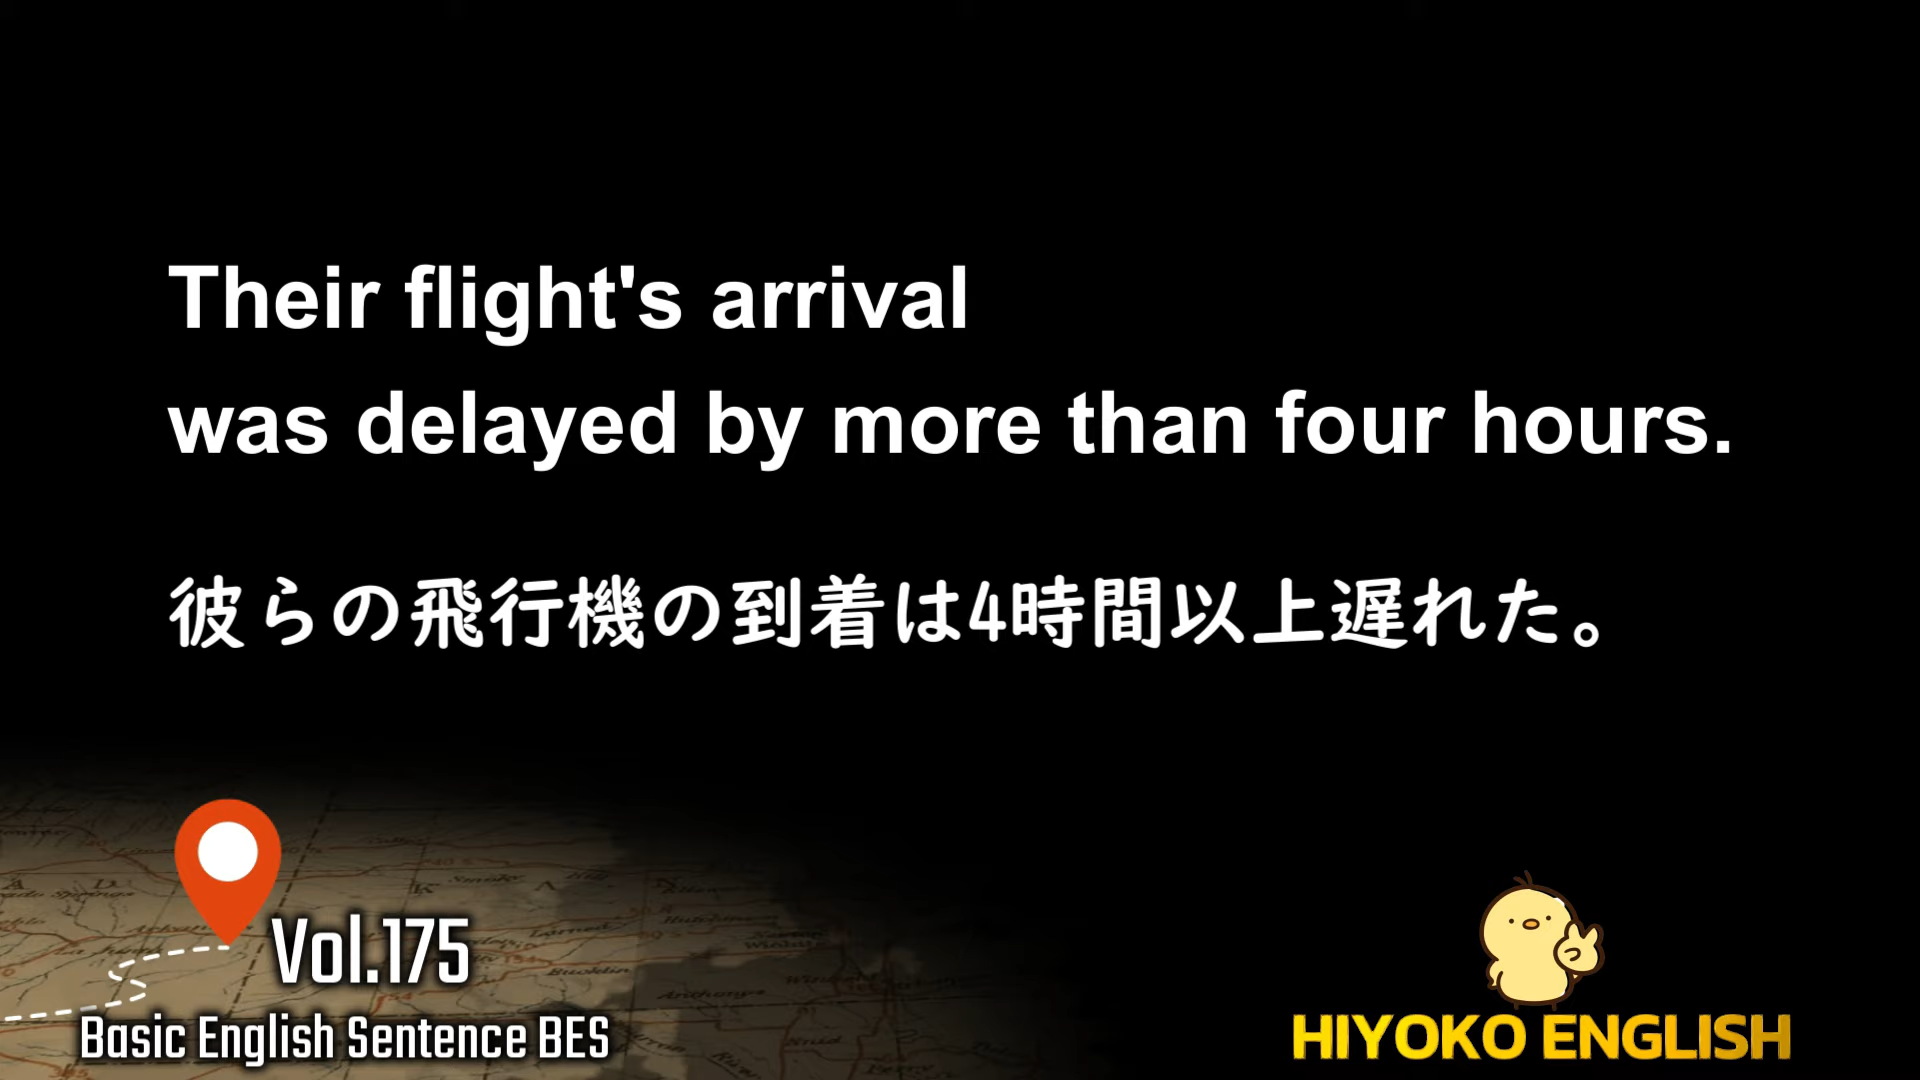 Their flight's arrival
was delayed by more than four hours.
彼らの飛行機の到着は4時間以上遅れた。
Vol.175
Basic English Sentence BES
HIYOKO ENGLISH